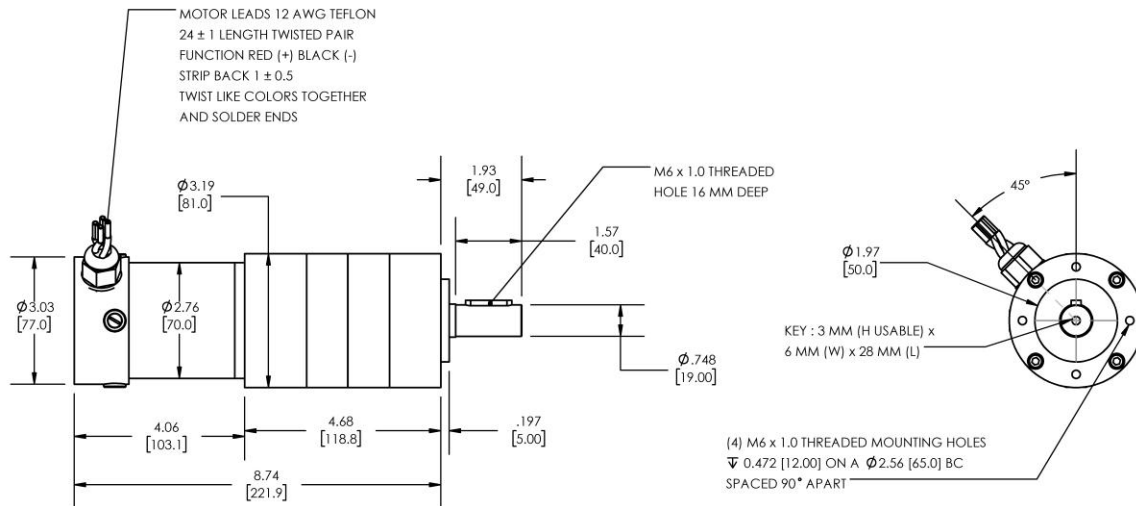 MOTOR LEADS 12 AWG TEFLON
24 ± 1 LENGTH TWISTED PAIR
FUNCTION RED (+) BLACK (-)
STRIP BACK 1 ± 0.5
TWIST LIKE COLORS TOGETHER
AND SOLDER ENDS
Ø3.19
[81.0]
1.93
[49.0]
M6 x 1.0 THREADED
HOLE 16 MM DEEP
1.57
[40.0]
45°
Ø1.97
[50.0]
Ø3.03
[77.0]
Ø2.76
[70.0]
KEY : 3 MM (H USABLE) x
6 MM (W) x 28 MM (L)
Ø.748
[19.00]
4.06
[103.1]
4.68
[118.8]
.197
[5.00]
8.74
[221.9]
(4) M6 x 1.0 THREADED MOUNTING HOLES
↧ 0.472 [12.00] ON A Ø2.56 [65.0] BC
SPACED 90° APART